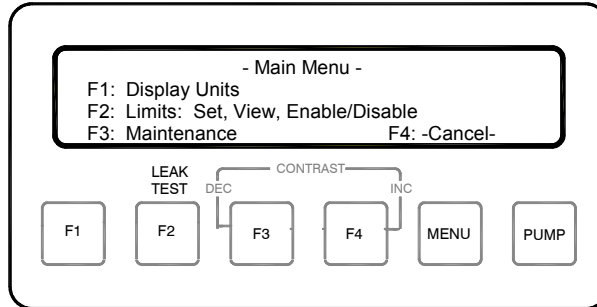 - Main Menu -
F1: Display Units
F2: Limits: Set, View, Enable/Disable
F3: Maintenance F4: -Cancel-
LEAK TEST
CONTRAST
DEC
INC
F1
F2
F3
F4
MENU
PUMP